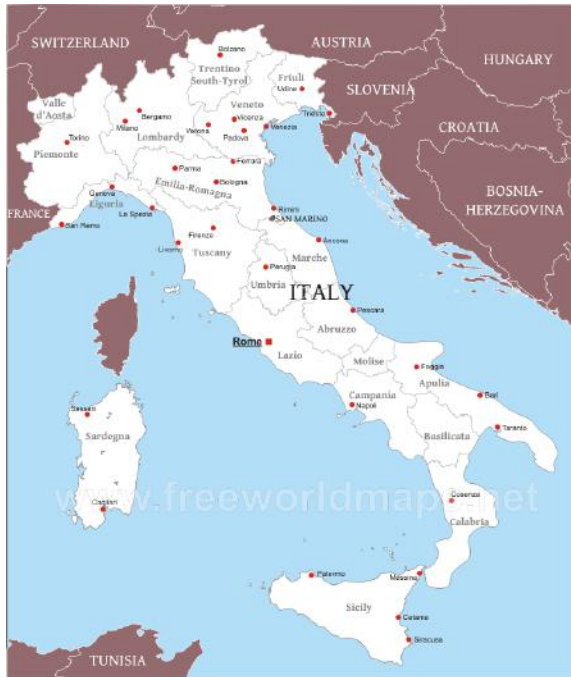 SWITZERLAND
AUSTRIA
HUNGARY
Bolzano
Trentino
South-Tyrol
Friuli
Udine
SLOVENIA
Valle
d'Aosta
Bergamo
Milano
Veneto
Vicenza
Verona
Padova
Venezia
Trieste
CROATIA
Torino
Piemonte
Lombardy
Ferrara
Parma
Bologna
Emilia-Romagna
BOSNIA-
HERZEGOVINA
Genova
Liguria
La Spezia
Rimini
SAN MARINO
FRANCE
San Remo
Firenze
Livorno
Tuscany
Ancona
Marche
Perugia
Umbria
ITALY
Pescara
Abruzzo
Rome
Lazio
Molise
Foggia
Apulia
Campania
Napoli
Bari
Taranto
Basilicata
Sassari
Sardegna
www.freeworldmaps.net
Cagliari
Cosenza
Calabria
Palermo
Messina
Sicily
Catania
Siracusa
TUNISIA